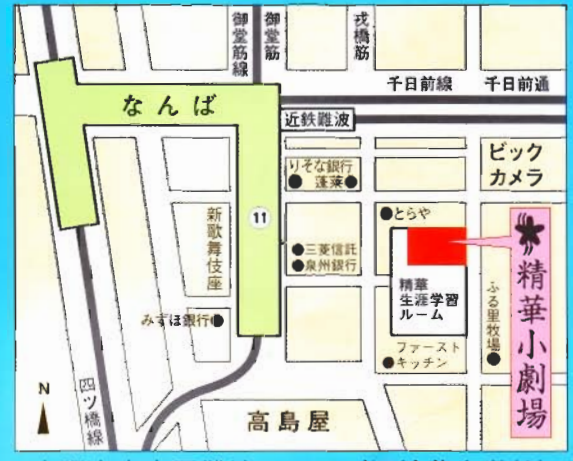 御堂筋線
御堂筋
戎橋筋
千日前線
千日前通
なんば
近鉄難波
ビック
カメラ
りそな銀行
蓬莱
とらや
新歌舞伎座
11
三菱信託
泉州銀行
精華
生涯学習
ルーム
ふる里牧場
精華小劇場
みずほ銀行
ファースト
キッチン
N
四ツ橋線
高島屋